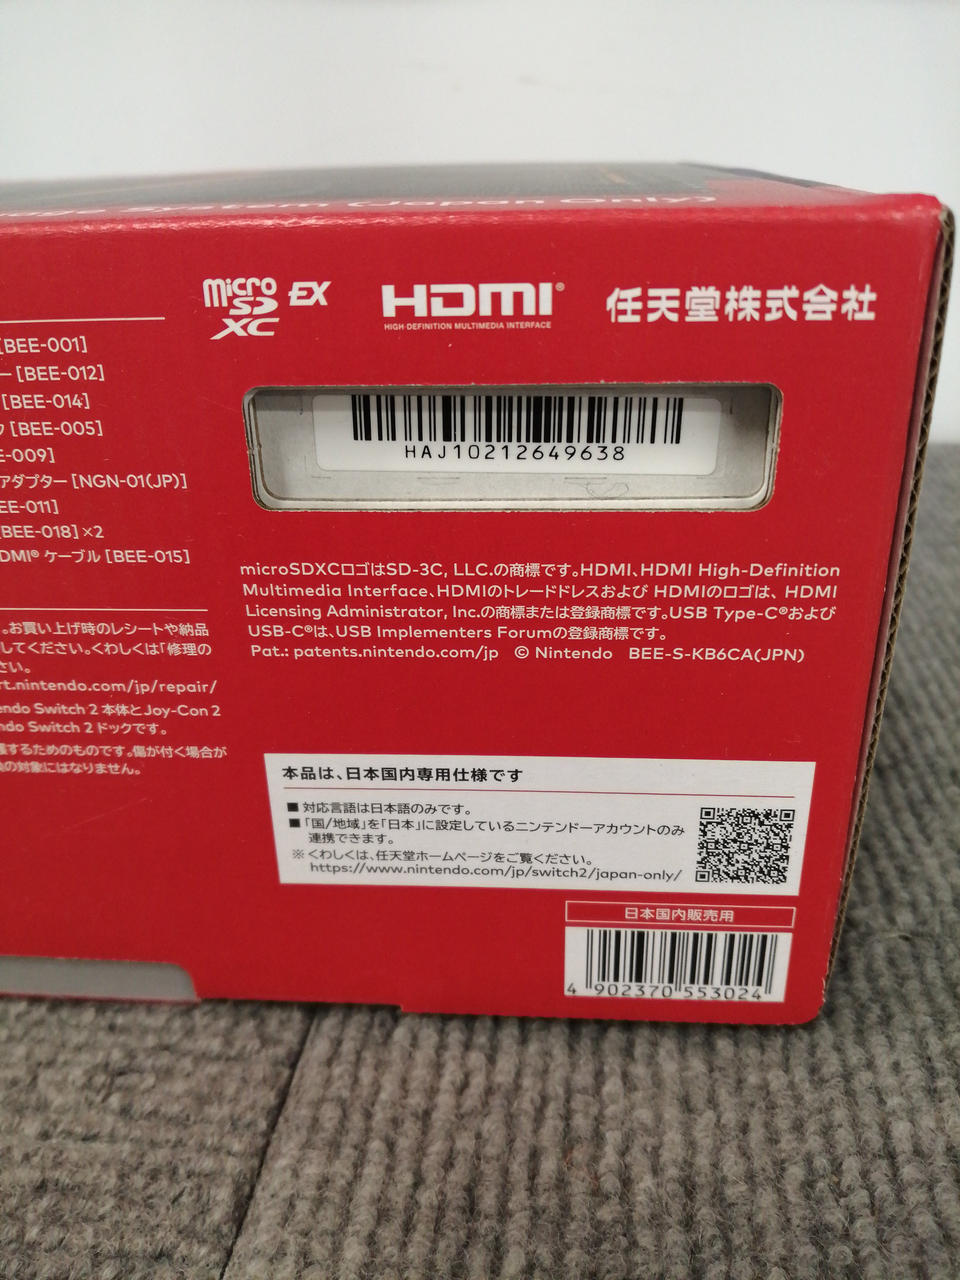 System (Japan Only)
micro
SD
XC
EX
HDMI®
HIGH-DEFINITION MULTIMEDIA INTERFACE
任天堂株式会社
[BEE-001]
ー [BEE-012]
[BEE-014]
[BEE-005]
E-009]
アダプター [NGN-01(JP)]
EE-011]
[BEE-018]×2
DMI® ケーブル [BEE-015]
HAJ10212649638
microSDXCロゴはSD-3C, LLC.の商標です。HDMI、HDMI High-Definition
Multimedia Interface、HDMIのトレードドレスおよび HDMIのロゴは、HDMI
Licensing Administrator, Inc.の商標または登録商標です。USB Type-C®および
USB-C®は、USB Implementers Forumの登録商標です。
Pat.: patents.nintendo.com/jp © Nintendo BEE-S-KB6CA(JPN)
。お買い上げ時のレシートや納品
してください。くわしくは「修理の
さい。
rt.nintendo.com/jp/repair/
endo Switch 2 本体とJoy-Con 2
ndo Switch 2 ドックです。
護するためのものです。傷が付く場合が
の対象にはなりません。
本品は、日本国内専用仕様です
■ 対応言語は日本語のみです。
■ 「国/地域」を「日本」に設定しているニンテンドーアカウントのみ
連携できます。
※ くわしくは、任天堂ホームページをご覧ください。
https://www.nintendo.com/jp/switch2/japan-only/
日本国内販売用
4 902370 553024